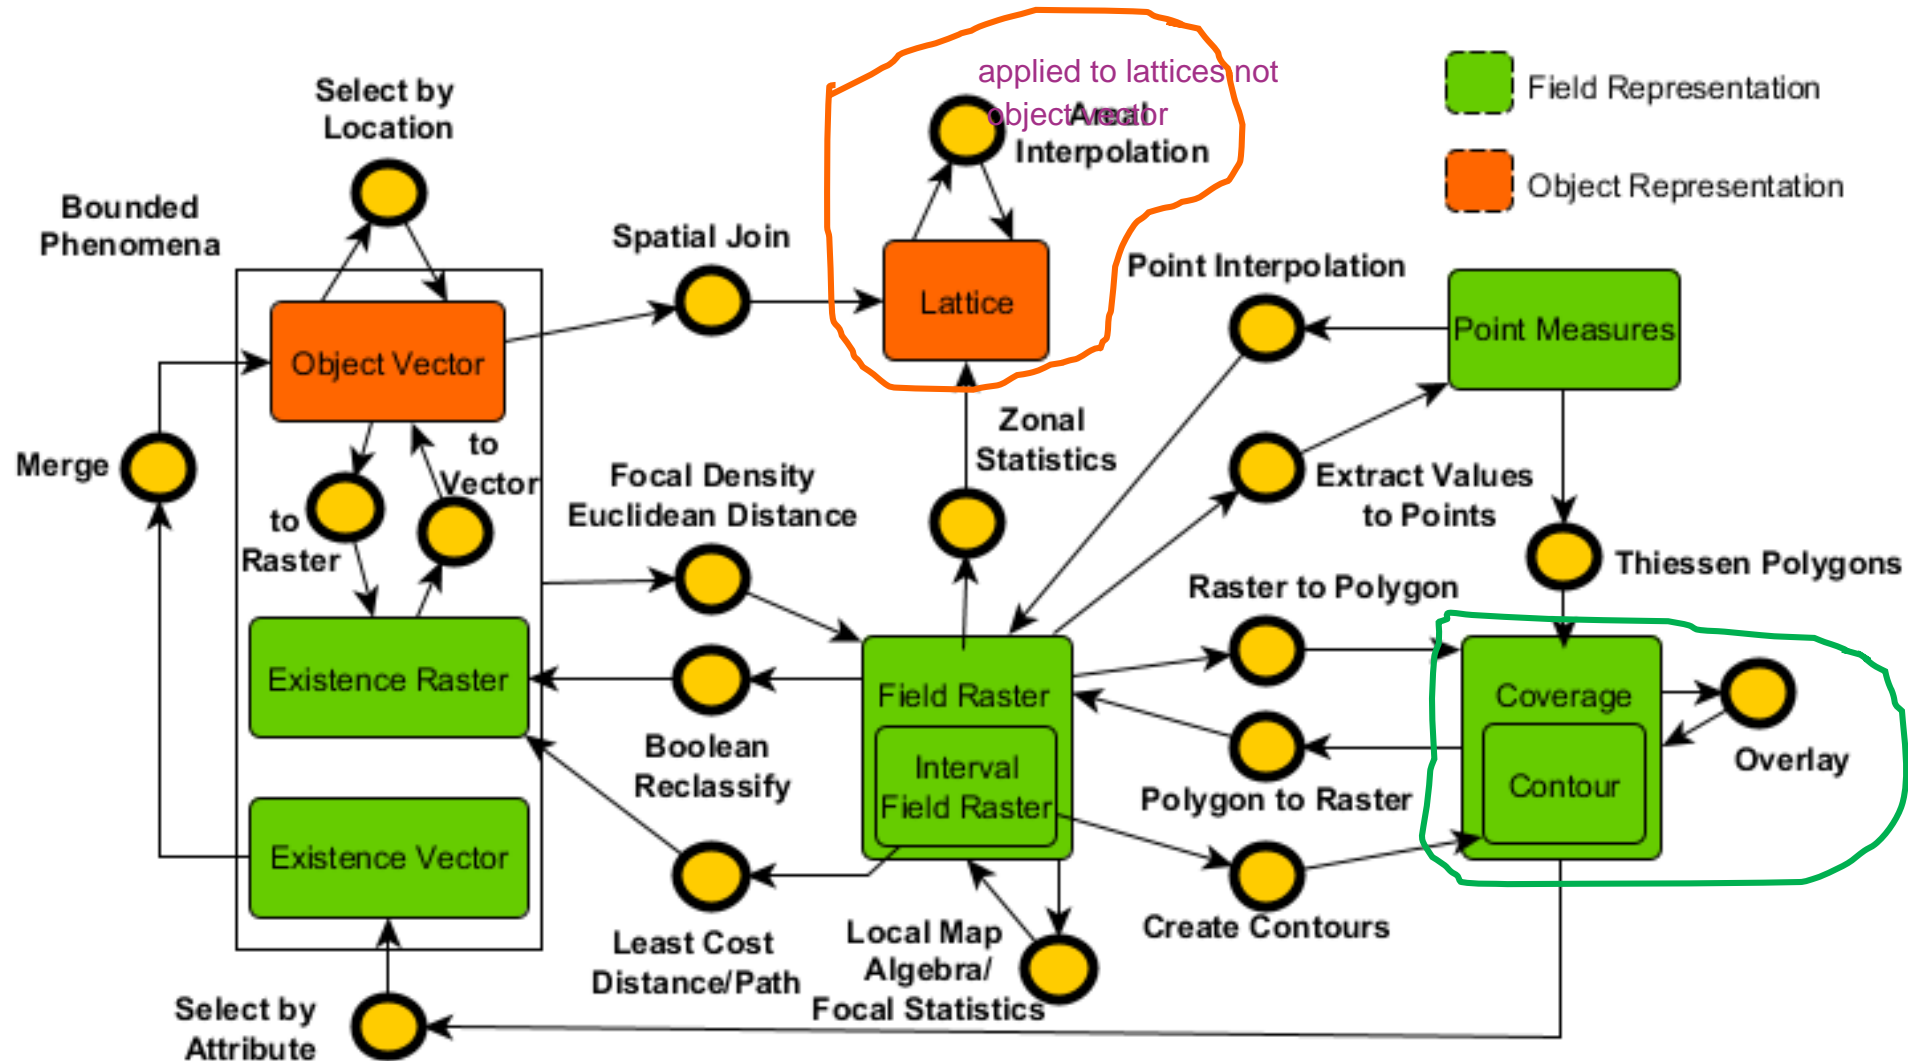 applied to lattices not
object vector
Select by
Location
Areal
Interpolation
Field Representation
Object Representation
Bounded
Phenomena
Spatial Join
Lattice
Point Interpolation
Point Measures
Object Vector
Merge
to
Vector
to
Raster
Focal Density
Euclidean Distance
Zonal
Statistics
Extract Values
to Points
Thiessen Polygons
Raster to Polygon
Existence Raster
Field Raster
Coverage
Boolean
Reclassify
Interval
Field Raster
Contour
Overlay
Polygon to Raster
Existence Vector
Least Cost
Distance/Path
Local Map
Algebra/
Focal Statistics
Create Contours
Select by
Attribute